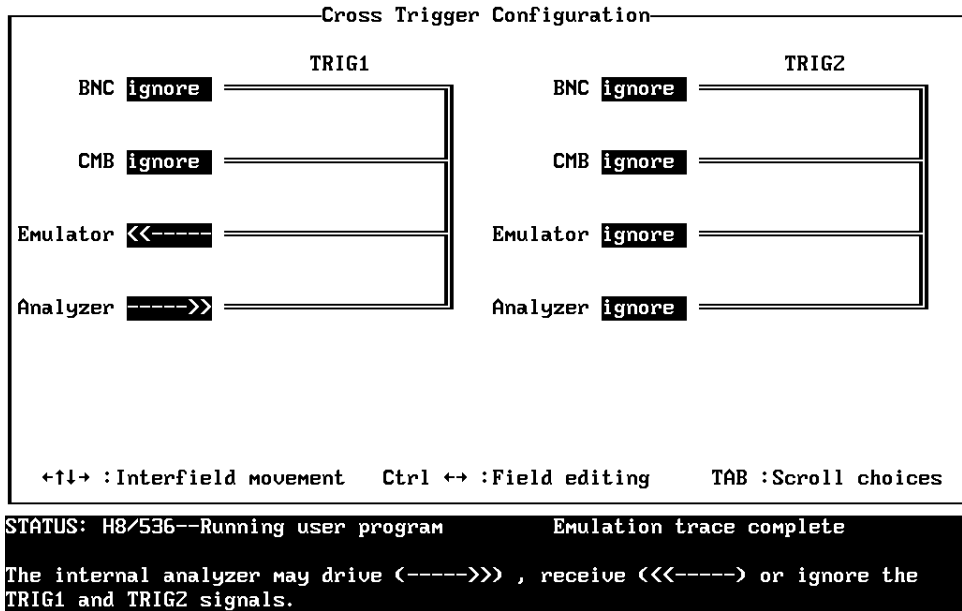 Cross Trigger Configuration
TRIG1 TRIG2
BNC ignore BNC ignore
CMB ignore CMB ignore
Emulator <<----- Emulator ignore
Analyzer ----->> Analyzer ignore
←↑↓→ :Interfield movement Ctrl ↔ :Field editing TAB :Scroll choices
STATUS: H8/536--Running user program Emulation trace complete
The internal analyzer may drive (----->>) , receive (<<-----) or ignore the
TRIG1 and TRIG2 signals.